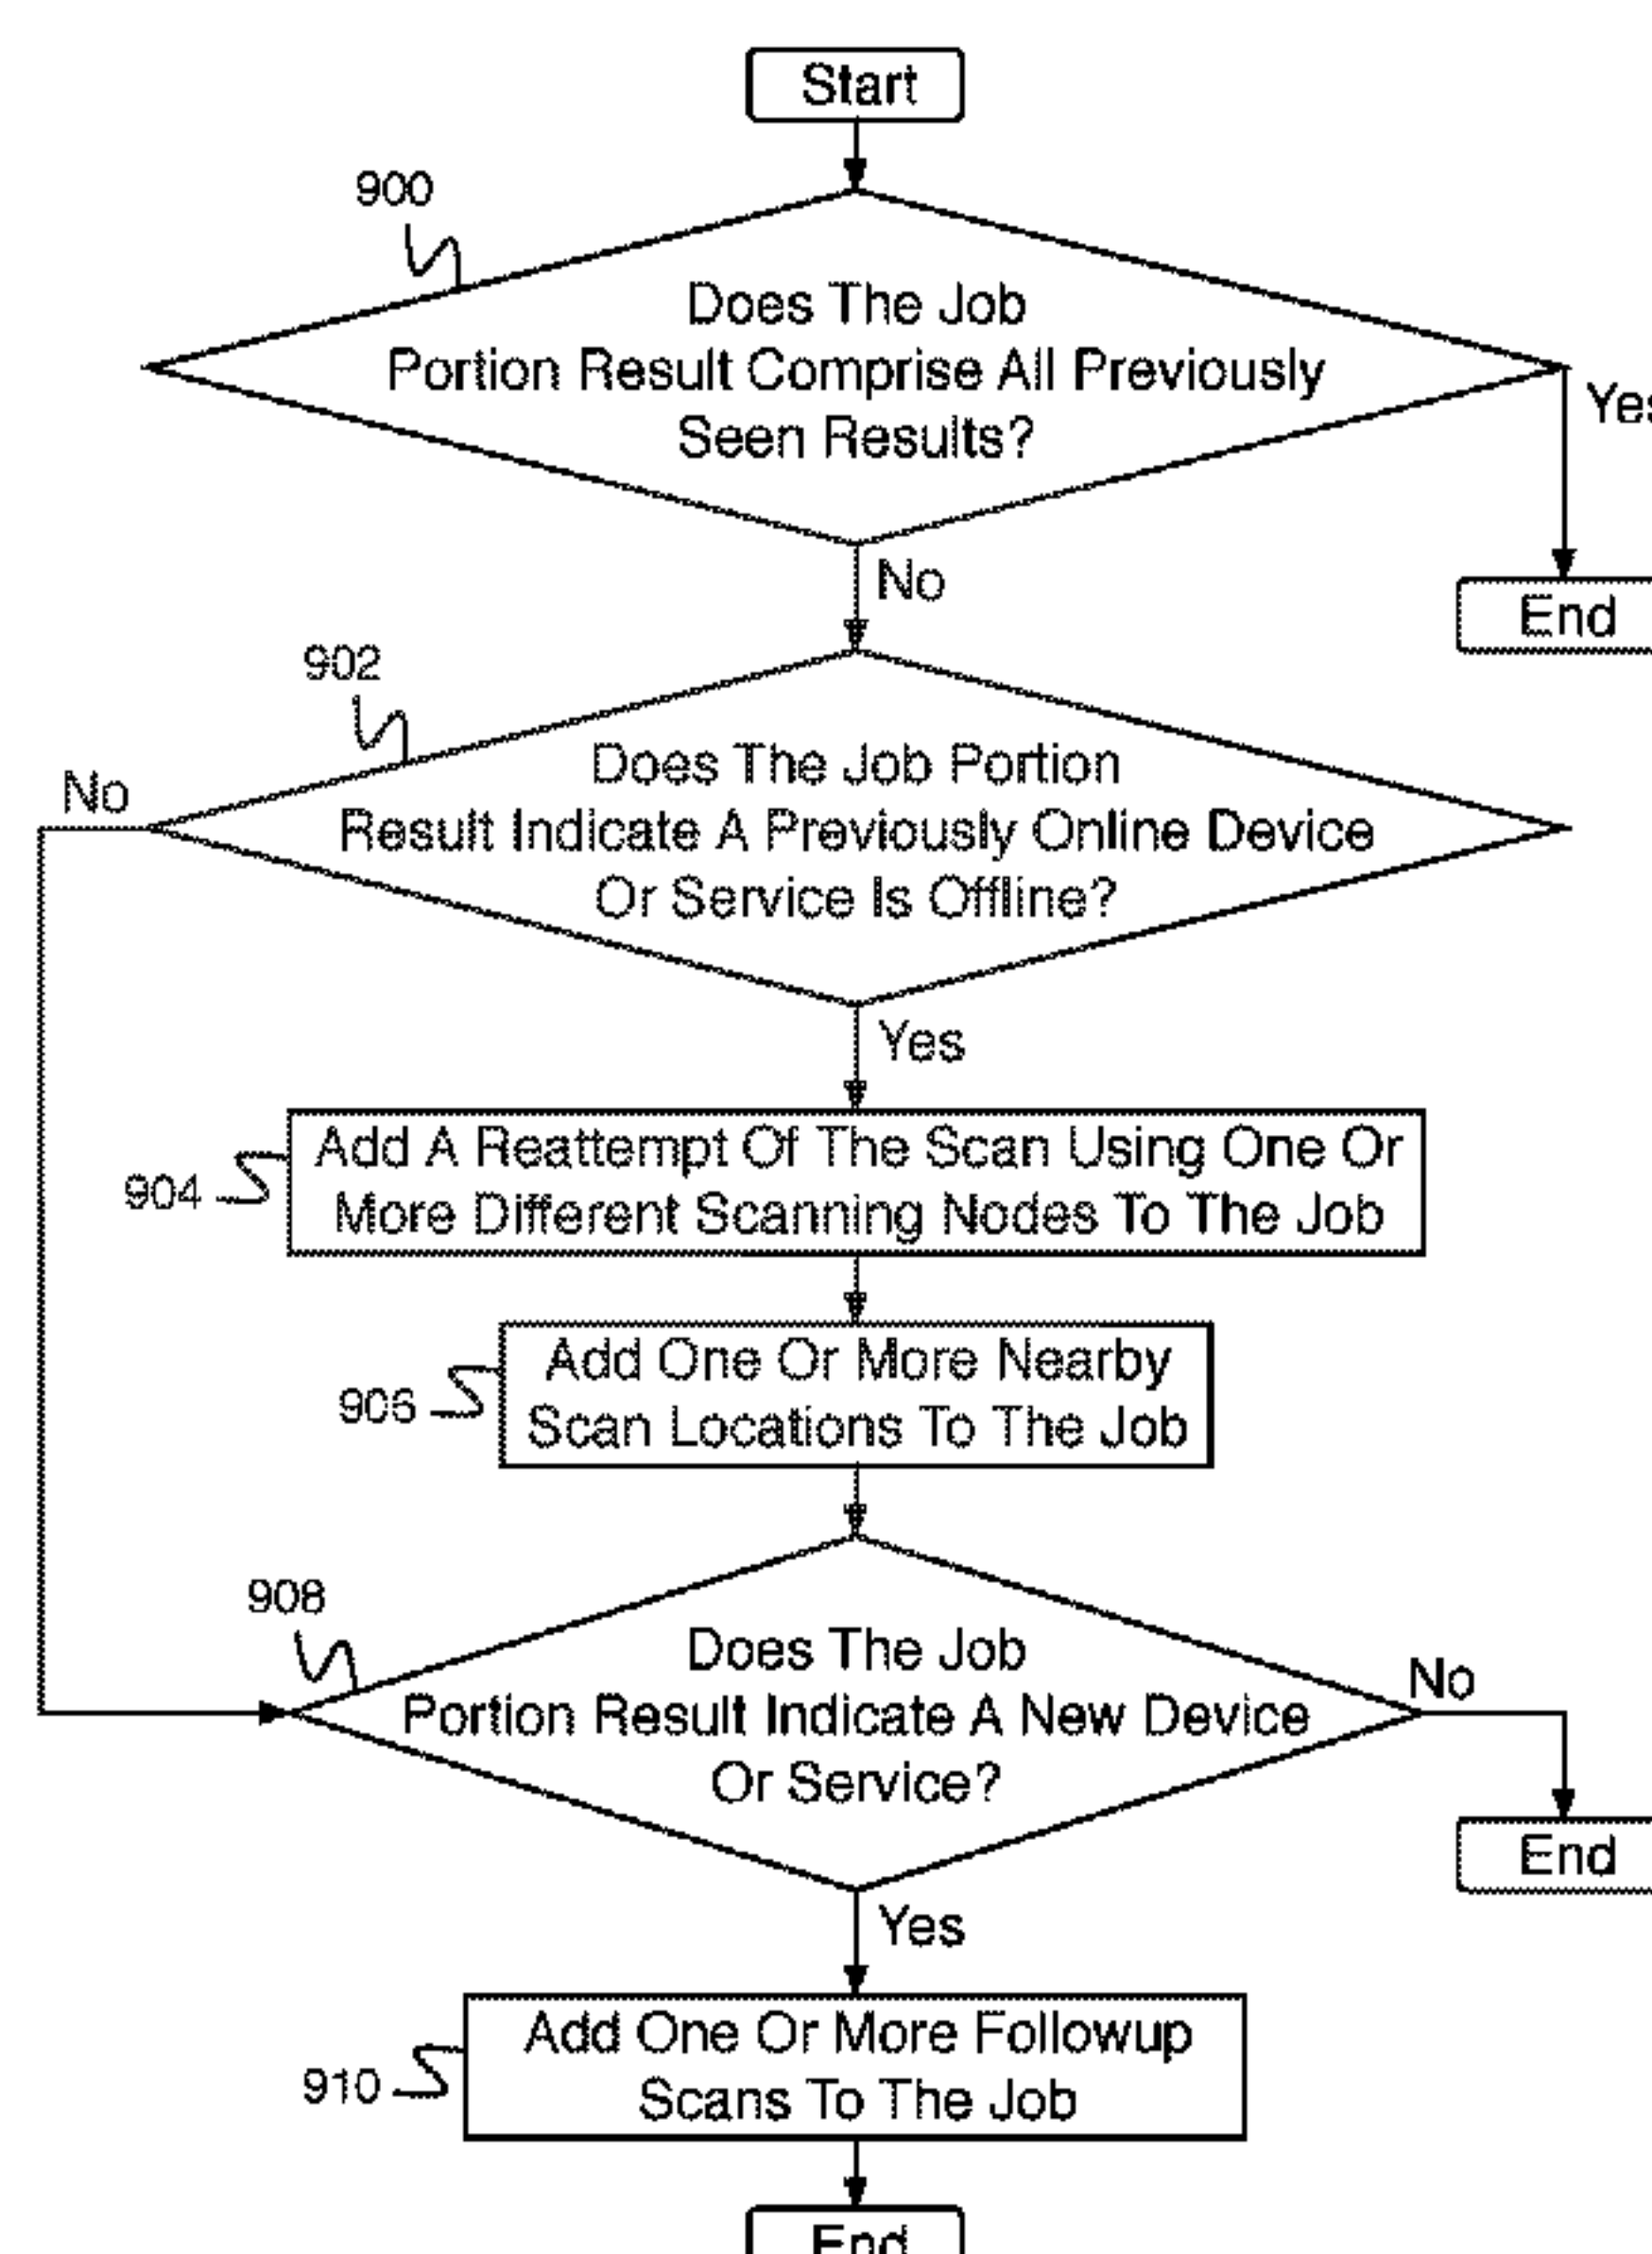 Start
900
Does The Job
Portion Result Comprise All Previously
Seen Results?
Yes
No
End
902
No
Does The Job Portion
Result Indicate A Previously Online Device
Or Service Is Offline?
Yes
904
Add A Reattempt Of The Scan Using One Or
More Different Scanning Nodes To The Job
906
Add One Or More Nearby
Scan Locations To The Job
908
Does The Job
Portion Result Indicate A New Device
Or Service?
No
End
Yes
910
Add One Or More Followup
Scans To The Job
End